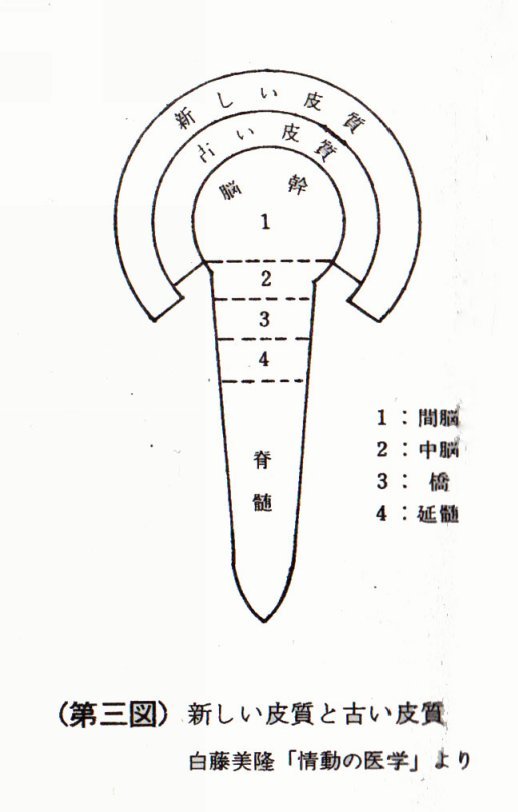 新しい皮質
古い皮質
脳幹
1
2
3
4
脊髄
1：間脳
2：中脳
3：橋
4：延髄
(第三図) 新しい皮質と古い皮質
白藤美隆「情動の医学」より